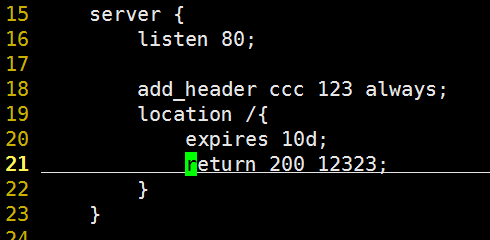 15 server {
16 listen 80;
17
18 add_header ccc 123 always;
19 location /{
20 expires 10d;
21 return 200 12323;
22 }
23 }
24